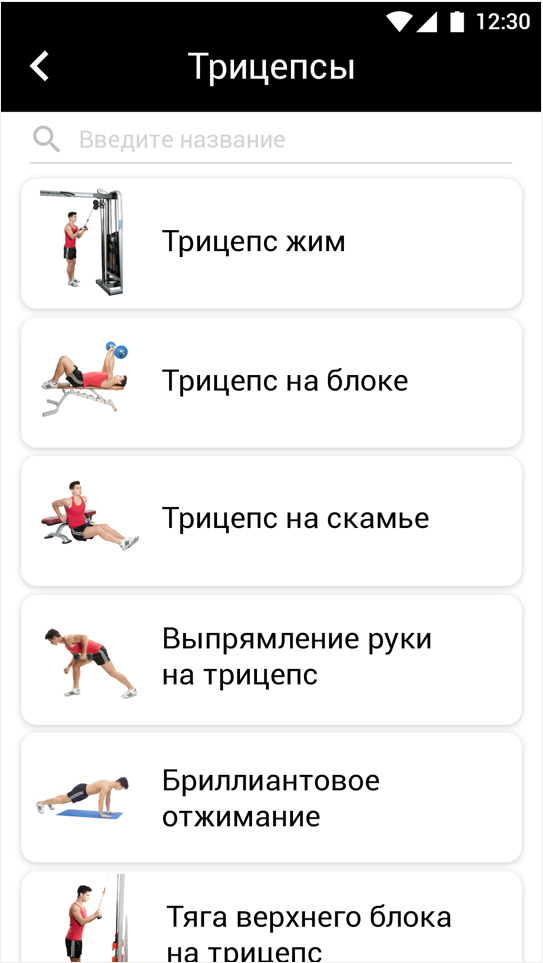 12:30
Трицепсы
Введите название
Трицепс жим
Трицепс на блоке
Трицепс на скамье
Выпрямление руки
на трицепс
Бриллиантовое
отжимание
Тяга верхнего блока
на трицепс